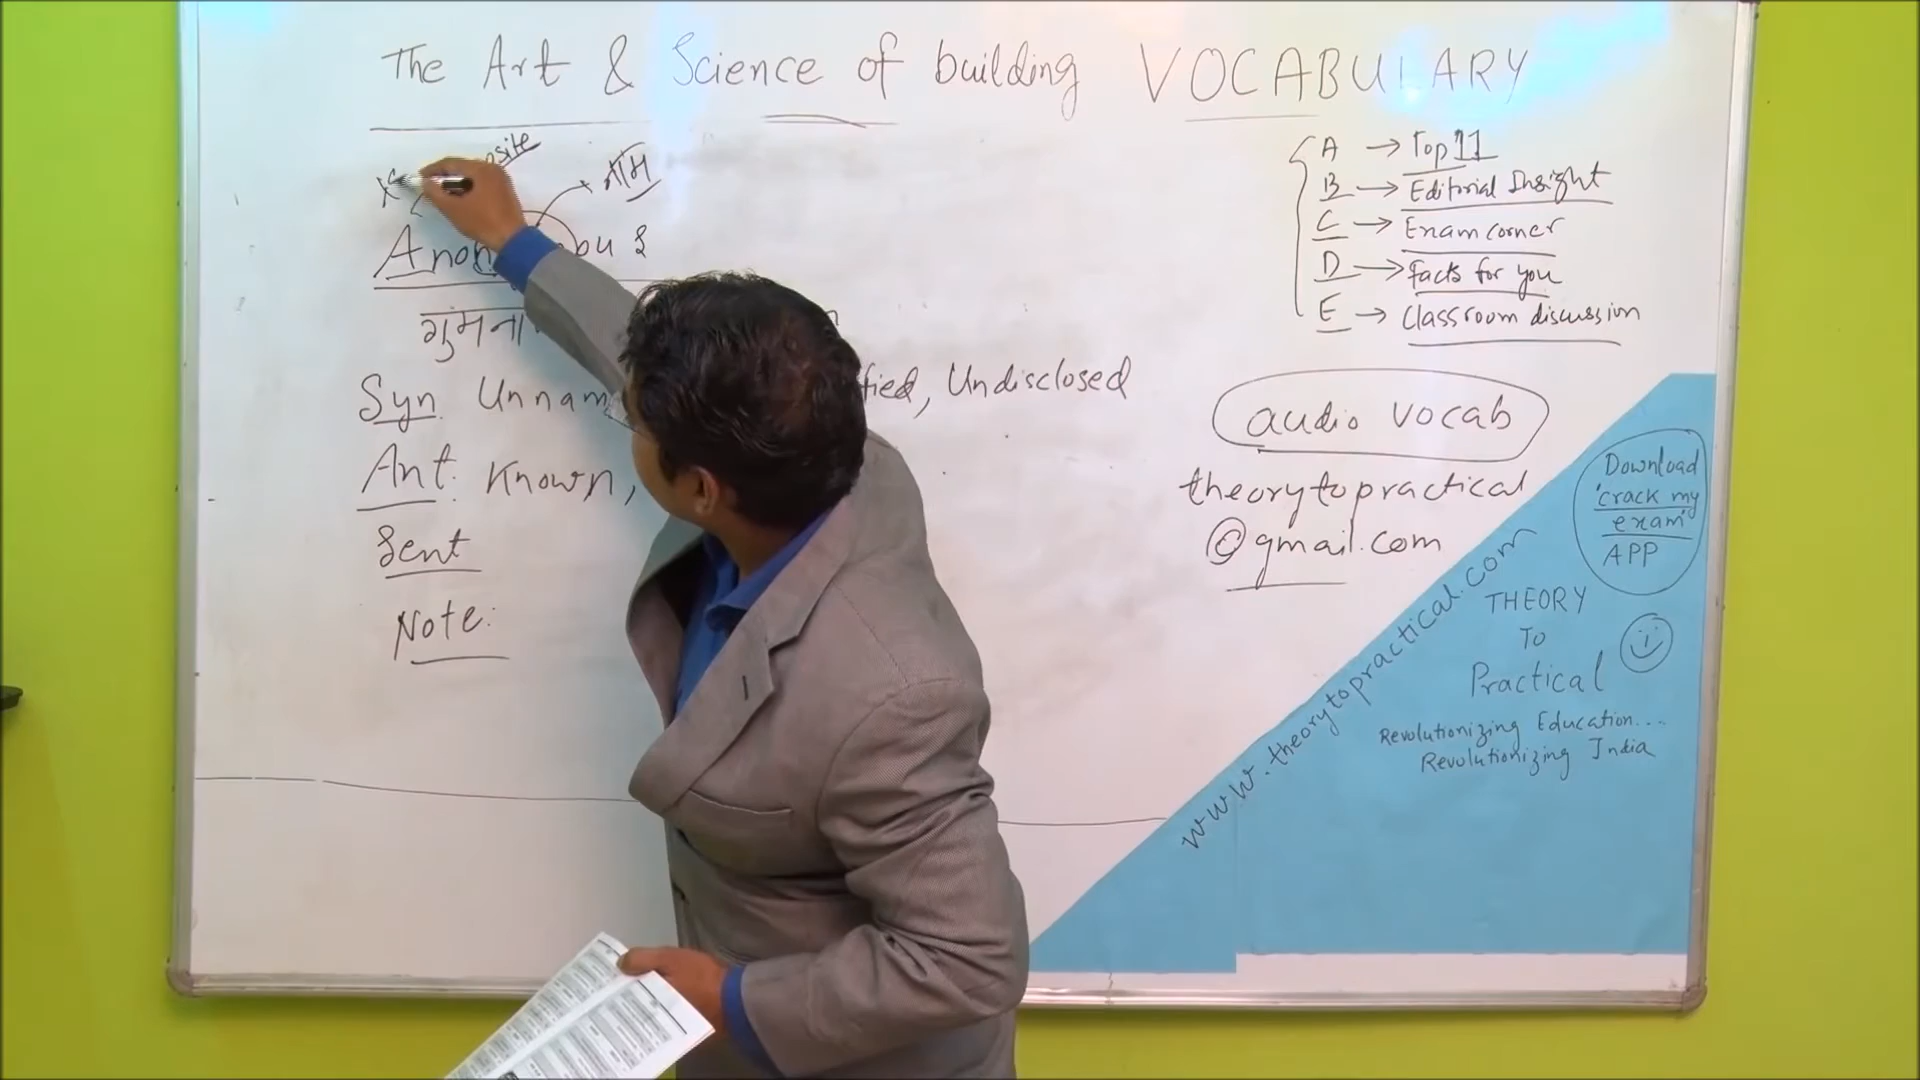 The Art & Science of building VOCABULARY
नाम
Syn Unnam fied, Undisclosed
Ant: Known,
Sent
Note:
A → Top 11
B → Editorial Insight
C → Exam corner
D → Facts for you
E → Classroom discussion
audio vocab
theorytopractical
@gmail.com
Download
'crack my
exam'
APP
www.theorytopractical.com
THEORY
To
Practical
Revolutionizing Education....
Revolutionizing India